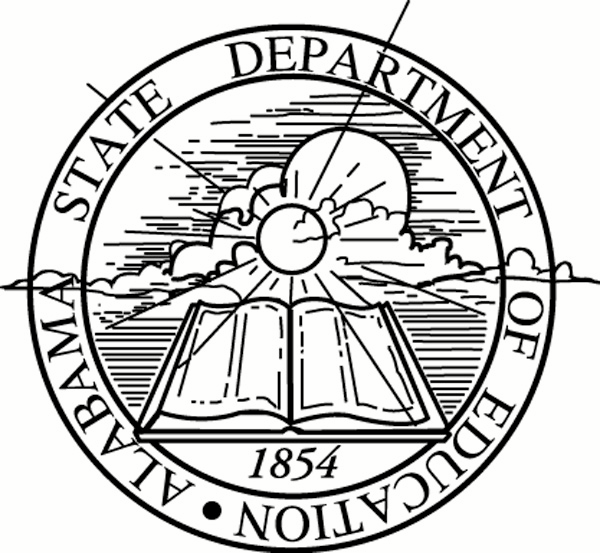 ALABAMA STATE DEPARTMENT OF EDUCATION •
1854